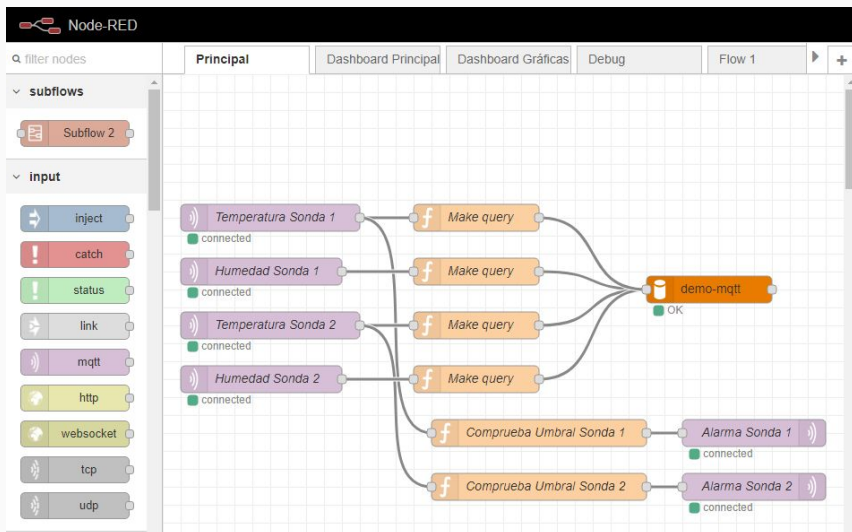 Node-RED
filter nodes
Principal
Dashboard Principal
Dashboard Gráficas
Debug
Flow 1
subflows
Subflow 2
input
inject
catch
status
link
mqtt
http
websocket
tcp
udp
Temperatura Sonda 1
connected
Make query
Humedad Sonda 1
connected
Make query
demo-mqtt
OK
Temperatura Sonda 2
connected
Make query
Humedad Sonda 2
connected
Make query
Comprueba Umbral Sonda 1
Alarma Sonda 1
connected
Comprueba Umbral Sonda 2
Alarma Sonda 2
connected